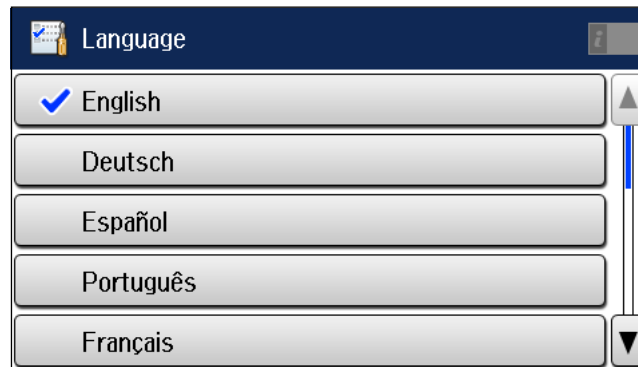 Language
i
English
Deutsch
Español
Português
Français